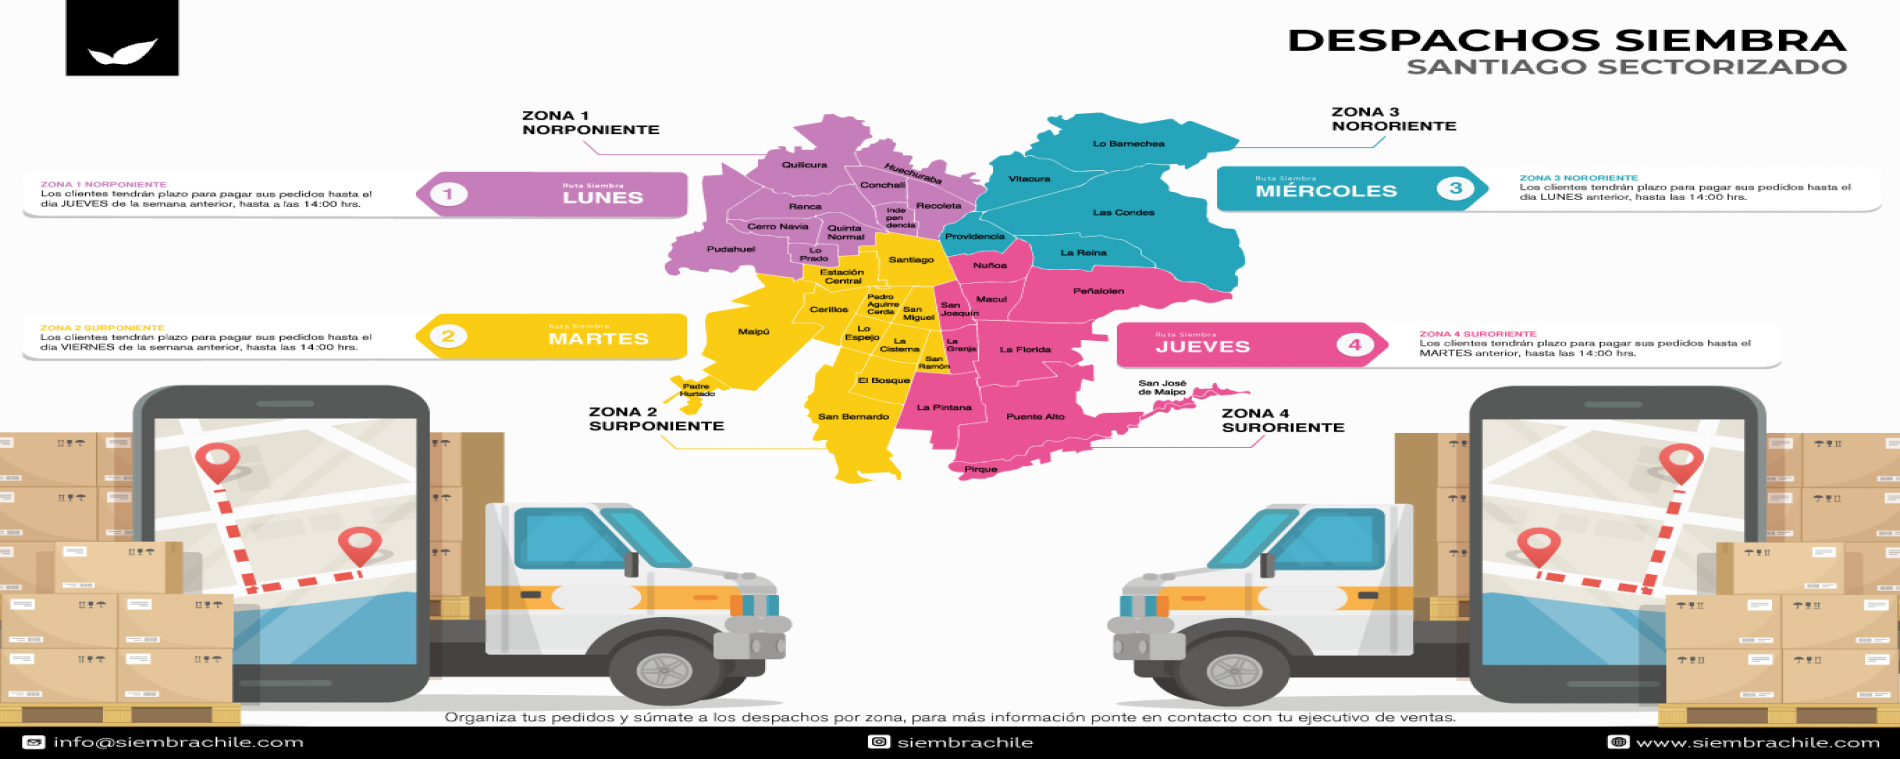 DESPACHOS SIEMBRA
SANTIAGO SECTORIZADO
ZONA 1
NORPONIENTE
ZONA 3
NORORIENTE
ZONA 1 NORPONIENTE
Los clientes tendrán plazo para pagar sus pedidos hasta el
día JUEVES de la semana anterior, hasta a las 14:00 hrs.
1
Ruta Siembra
LUNES
Ruta Siembra
MIÉRCOLES
3
ZONA 3 NORORIENTE
Los clientes tendrán plazo para pagar sus pedidos hasta el
día LUNES anterior, hasta las 14:00 hrs.
Lo Barnechea
Quilicura
Huechuraba
Conchalí
Vitacura
Renca
Recoleta
Inde
pen
dencia
Las Condes
Cerro Navia
Quinta
Normal
Providencia
Pudahuel
Lo
Prado
La Reina
Santiago
Ñuñoa
Estación
Central
Peñalolen
Pedro
Aguirre
Cerda
Macul
Cerillos
San
Miguel
San
Joaquín
Maipú
Lo
Espejo
La
Cisterna
La
Granja
La Florida
San
Ramón
El Bosque
Padre
Hurtado
San José
de Maipo
La Pintana
San Bernardo
Puente Alto
Pirque
ZONA 2 SURPONIENTE
Los clientes tendrán plazo para pagar sus pedidos hasta el
día VIERNES de la semana anterior, hasta las 14:00 hrs.
2
Ruta Siembra
MARTES
Ruta Siembra
JUEVES
4
ZONA 4 SURORIENTE
Los clientes tendrán plazo para pagar sus pedidos hasta el
MARTES anterior, hasta las 14:00 hrs.
ZONA 2
SURPONIENTE
ZONA 4
SURORIENTE
Organiza tus pedidos y súmate a los despachos por zona, para más información ponte en contacto con tu ejecutivo de ventas.
info@siembrachile.com
siembrachile
www.siembrachile.com